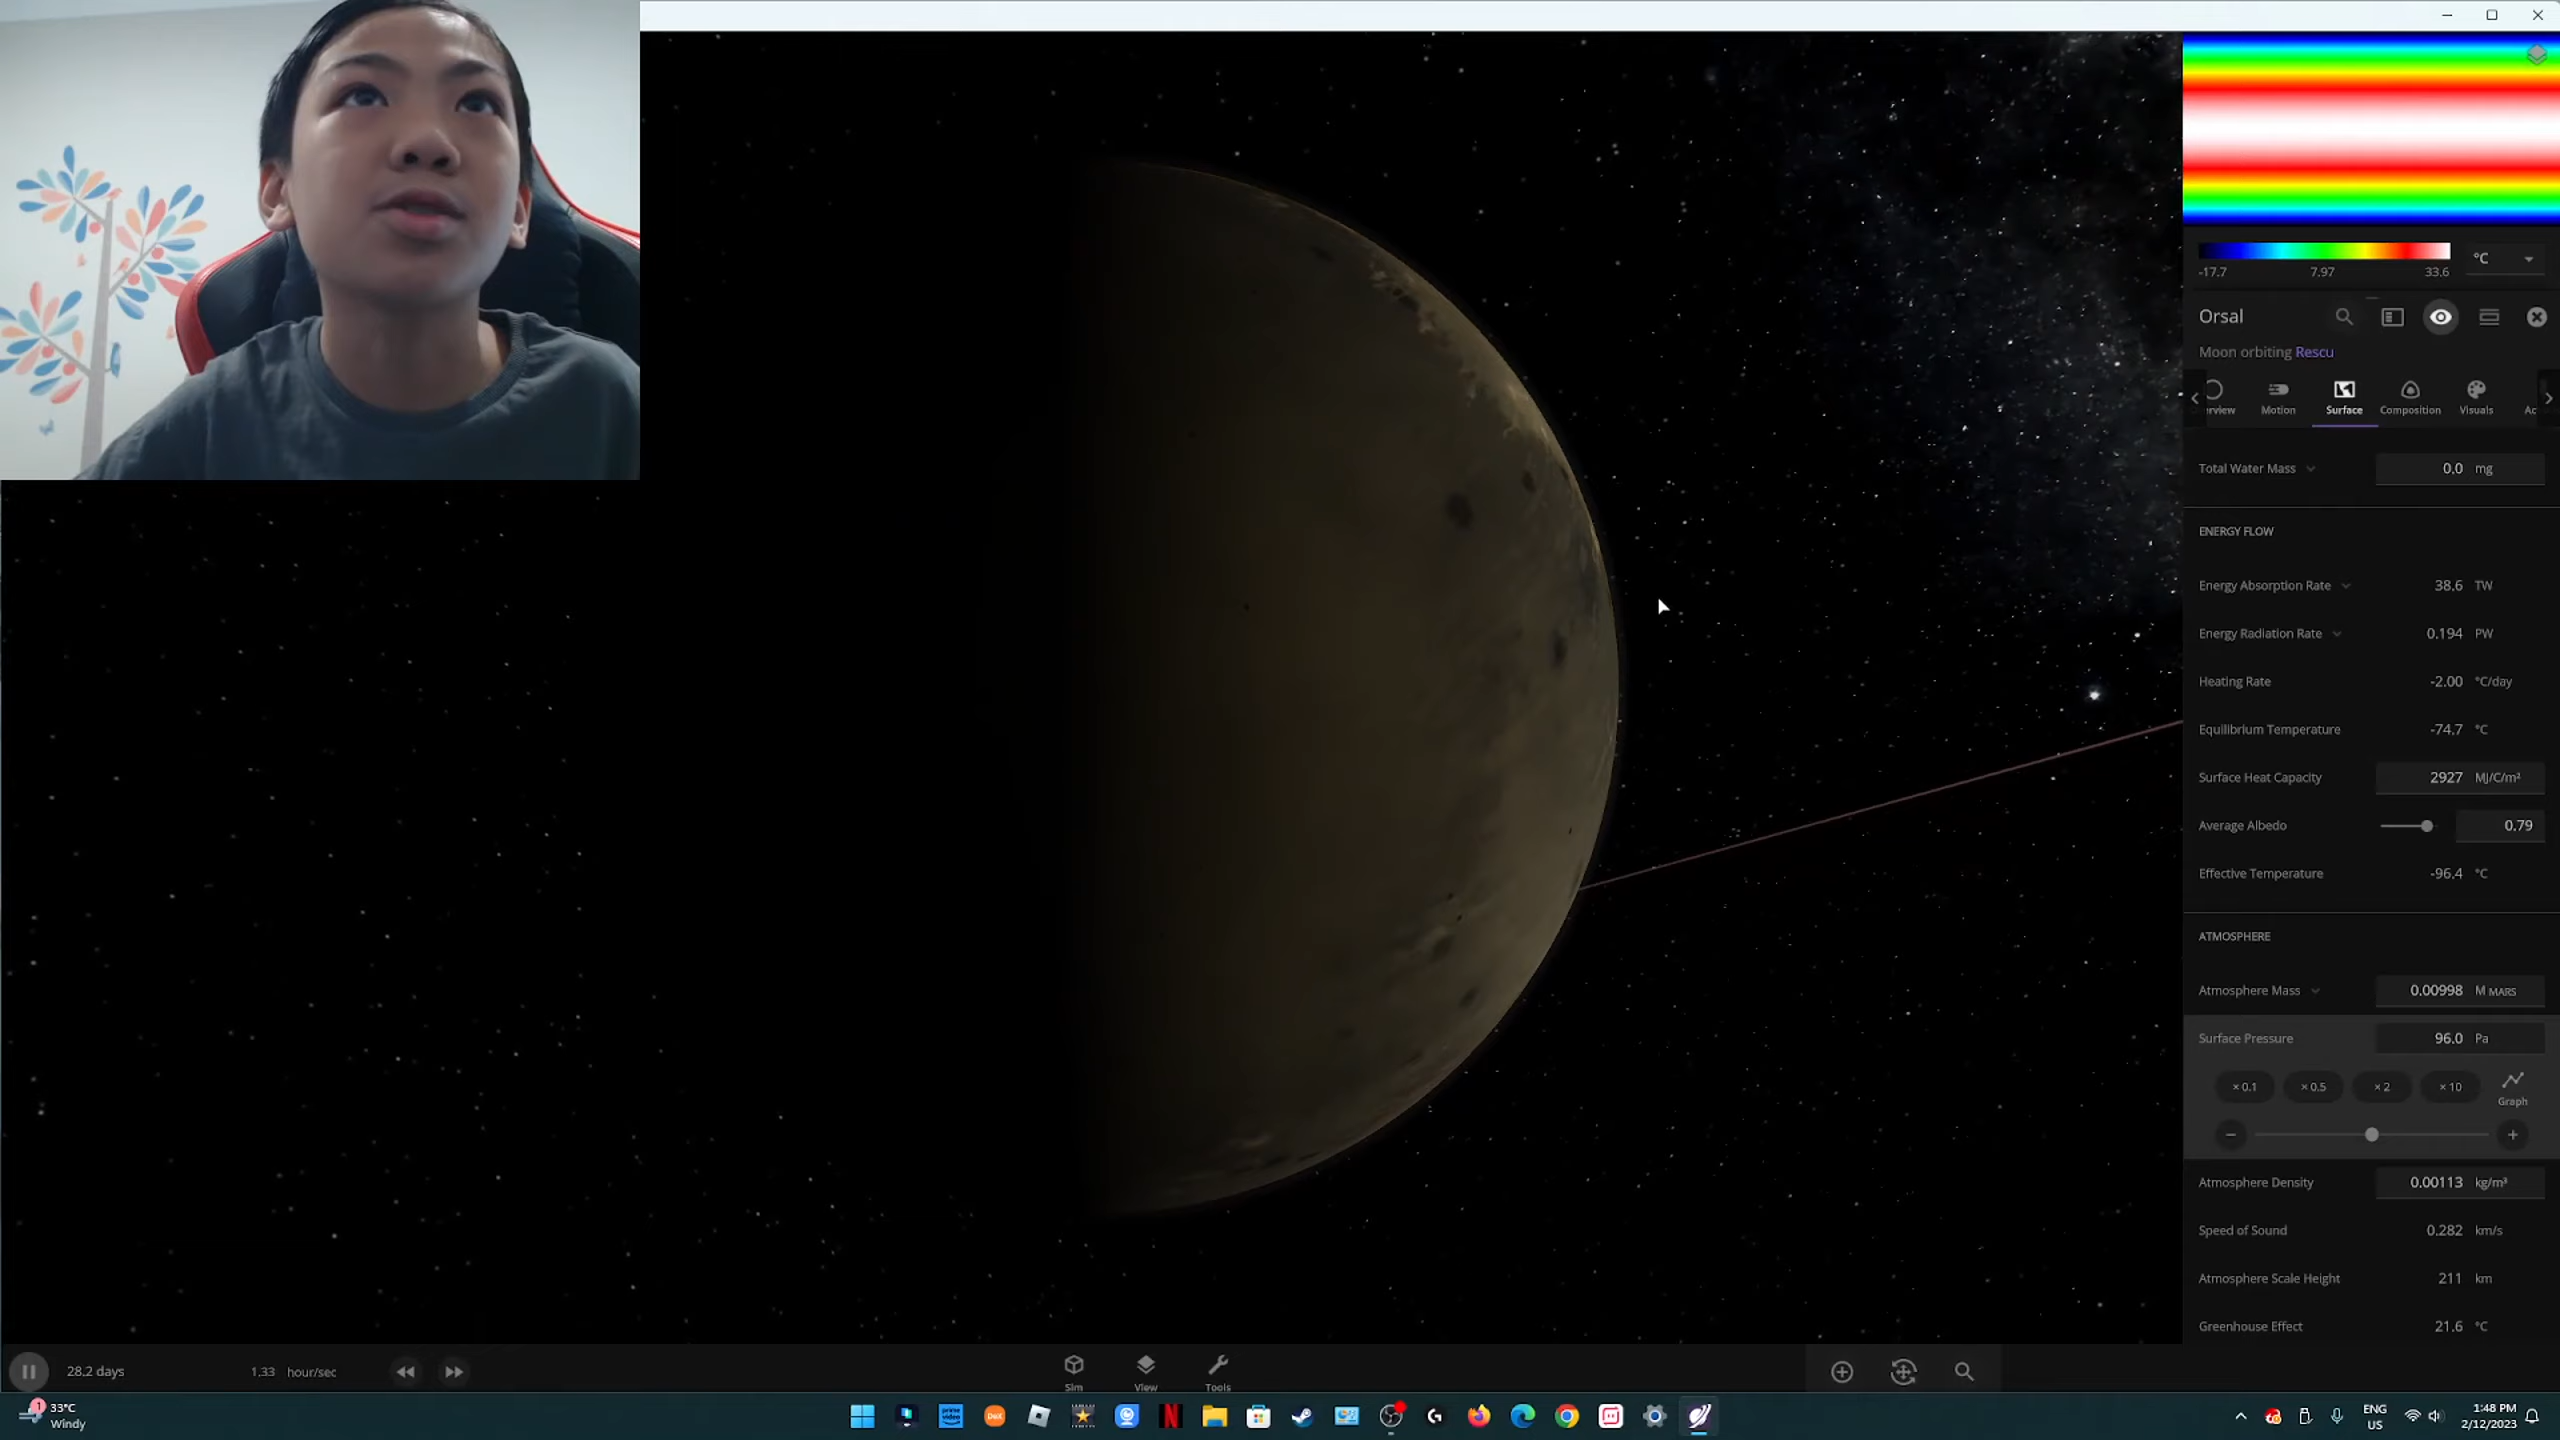 -17.7 7.97 33.6 °C
Orsal
Moon orbiting Rescu
erview Motion Surface Composition Visuals Ac
Total Water Mass 0.0 mg
ENERGY FLOW
Energy Absorption Rate 38.6 TW
Energy Radiation Rate 0.194 PW
Heating Rate -2.00 °C/day
Equilibrium Temperature -74.7 °C
Surface Heat Capacity 2927 MJ/C/m²
Average Albedo 0.79
Effective Temperature -96.4 °C
ATMOSPHERE
Atmosphere Mass 0.00998 M MARS
Surface Pressure 96.0 Pa
× 0.1 × 0.5 × 2 × 10 Graph
Atmosphere Density 0.00113 kg/m³
Speed of Sound 0.282 km/s
Atmosphere Scale Height 211 km
Greenhouse Effect 21.6 °C
28.2 days 1.33 hour/sec
Sim View Tools
1
33°C
Windy
prime video
DeX
N
G
ENG
US
1:48 PM
2/12/2023